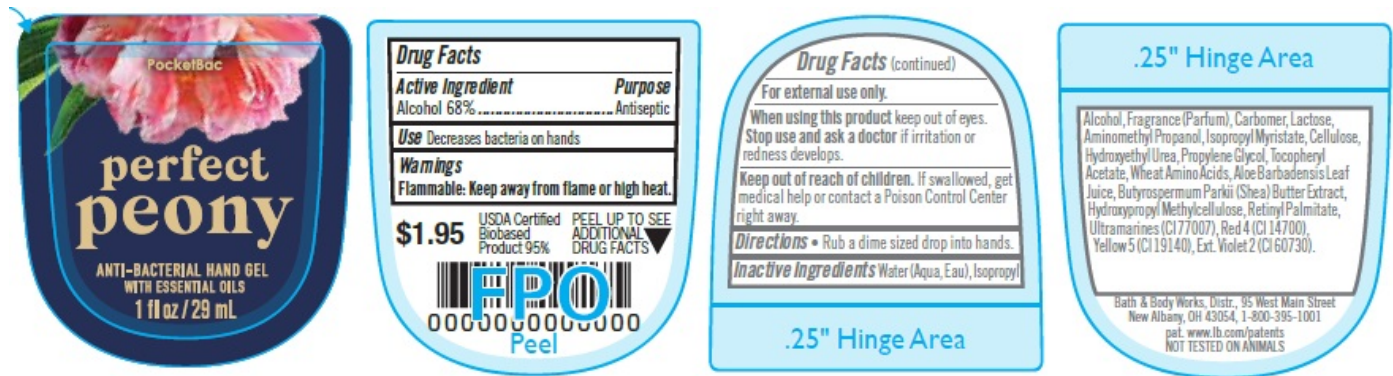 PocketBac
perfect
peony
ANTI-BACTERIAL HAND GEL
WITH ESSENTIAL OILS
1 fl oz / 29 mL
Drug Facts
Active Ingredient Purpose
Alcohol 68%.................................Antiseptic
Use Decreases bacteria on hands
Warnings
Flammable: Keep away from flame or high heat.
$1.95
USDA Certified
Biobased
Product 95%
PEEL UP TO SEE
ADDITIONAL
DRUG FACTS▼
FPO
0000000000000
Peel
Drug Facts (continued)
For external use only.
When using this product keep out of eyes.
Stop use and ask a doctor if irritation or
redness develops.
Keep out of reach of children. If swallowed, get
medical help or contact a Poison Control Center
right away.
Directions • Rub a dime sized drop into hands.
Inactive Ingredients Water (Aqua, Eau), Isopropyl
.25" Hinge Area
.25" Hinge Area
Alcohol, Fragrance (Parfum), Carbomer, Lactose,
Aminomethyl Propanol, Isopropyl Myristate, Cellulose,
Hydroxyethyl Urea, Propylene Glycol, Tocopheryl
Acetate, Wheat Amino Acids, Aloe Barbadensis Leaf
Juice, Butyrospermum Parkii (Shea) Butter Extract,
Hydroxypropyl Methylcellulose, Retinyl Palmitate,
Ultramarines (CI 77007), Red 4 (CI 14700),
Yellow 5 (CI 19140), Ext. Violet 2 (CI 60730).
Bath & Body Works, Distr., 95 West Main Street
New Albany, OH 43054, 1-800-395-1001
pat. www.lb.com/patents
NOT TESTED ON ANIMALS